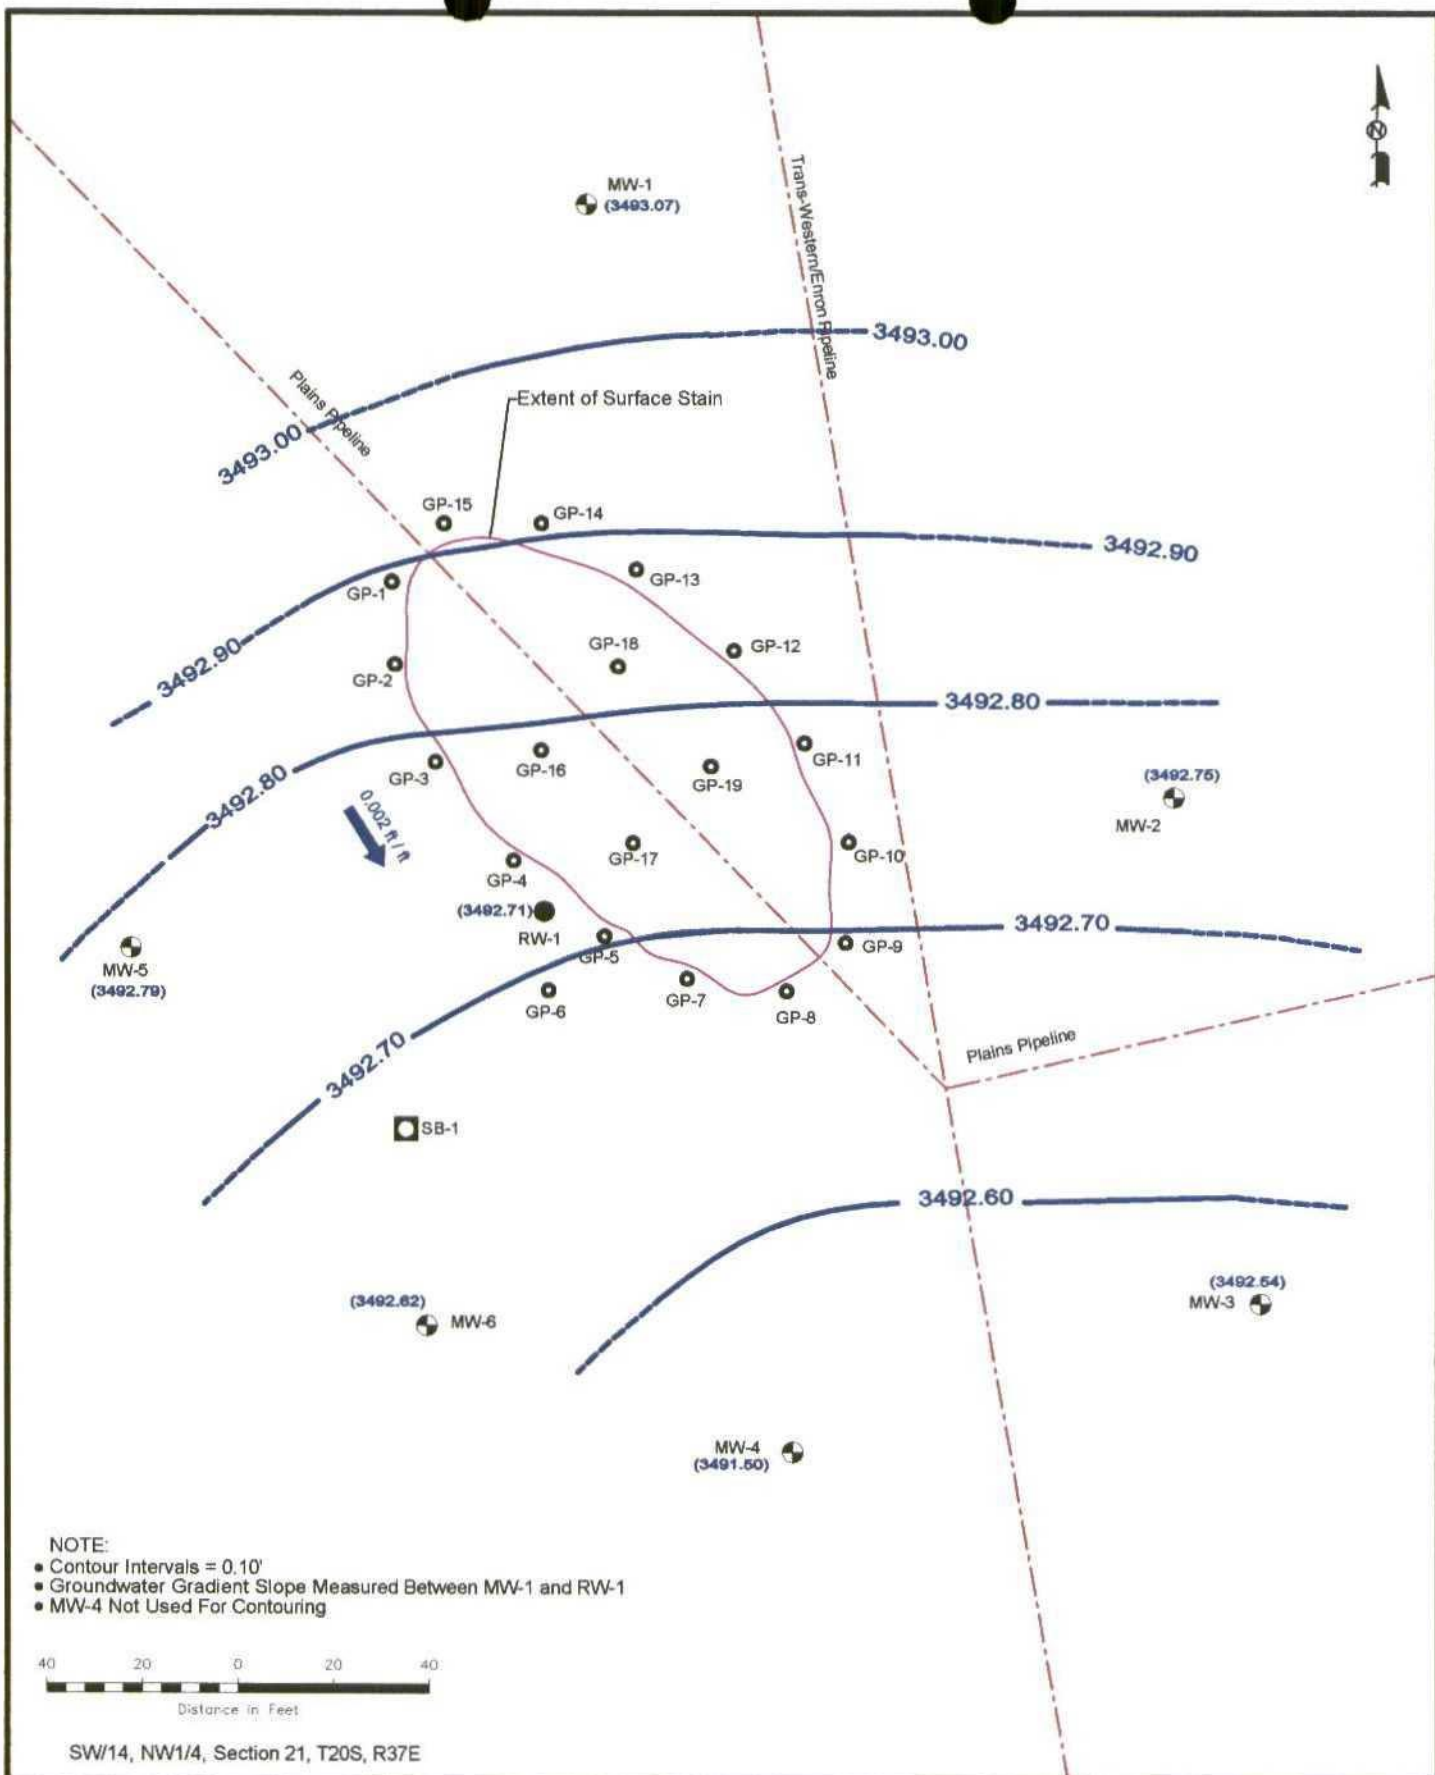 N
MW-1
(3493.07)
Trans-Western/Enron Pipeline
3493.00
Plains Pipeline
Extent of Surface Stain
3493.00
GP-15
GP-14
3492.90
GP-13
GP-1
GP-18
GP-12
3492.90
GP-2
3492.80
GP-11
GP-16
GP-3
GP-19
(3492.75)
3492.80
0.002 ft / ft
MW-2
GP-17
GP-10
GP-4
(3492.71)
RW-1
3492.70
GP-9
GP-5
MW-5
(3492.79)
GP-6
GP-7
GP-8
3492.70
Plains Pipeline
SB-1
3492.60
(3492.62)
MW-6
(3492.54)
MW-3
MW-4
(3491.50)
NOTE:
• Contour Intervals = 0.10'
• Groundwater Gradient Slope Measured Between MW-1 and RW-1
• MW-4 Not Used For Contouring
40 20 0 20 40
Distance in Feet
SW/14, NW1/4, Section 21, T20S, R37E